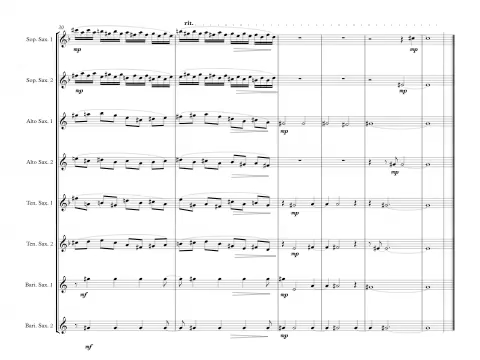 30
rit.
Sop. Sax. 1
mp
mp
Sop. Sax. 2
mp
mp
Alto Sax. 1
mp
Alto Sax. 2
mp
Ten. Sax. 1
mp
Ten. Sax. 2
mp
Bari. Sax. 1
mf
mp
Bari. Sax. 2
mf
mp